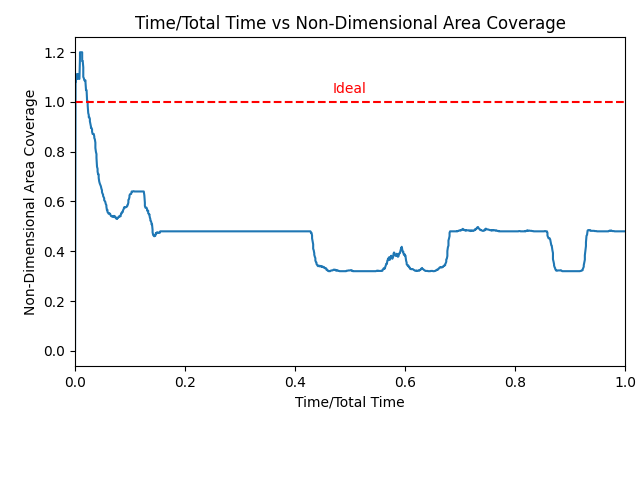 Time/Total Time vs Non-Dimensional Area Coverage
Non-Dimensional Area Coverage
1.2
1.0
0.8
0.6
0.4
0.2
0.0
Ideal
0.0 0.2 0.4 0.6 0.8 1.0
Time/Total Time